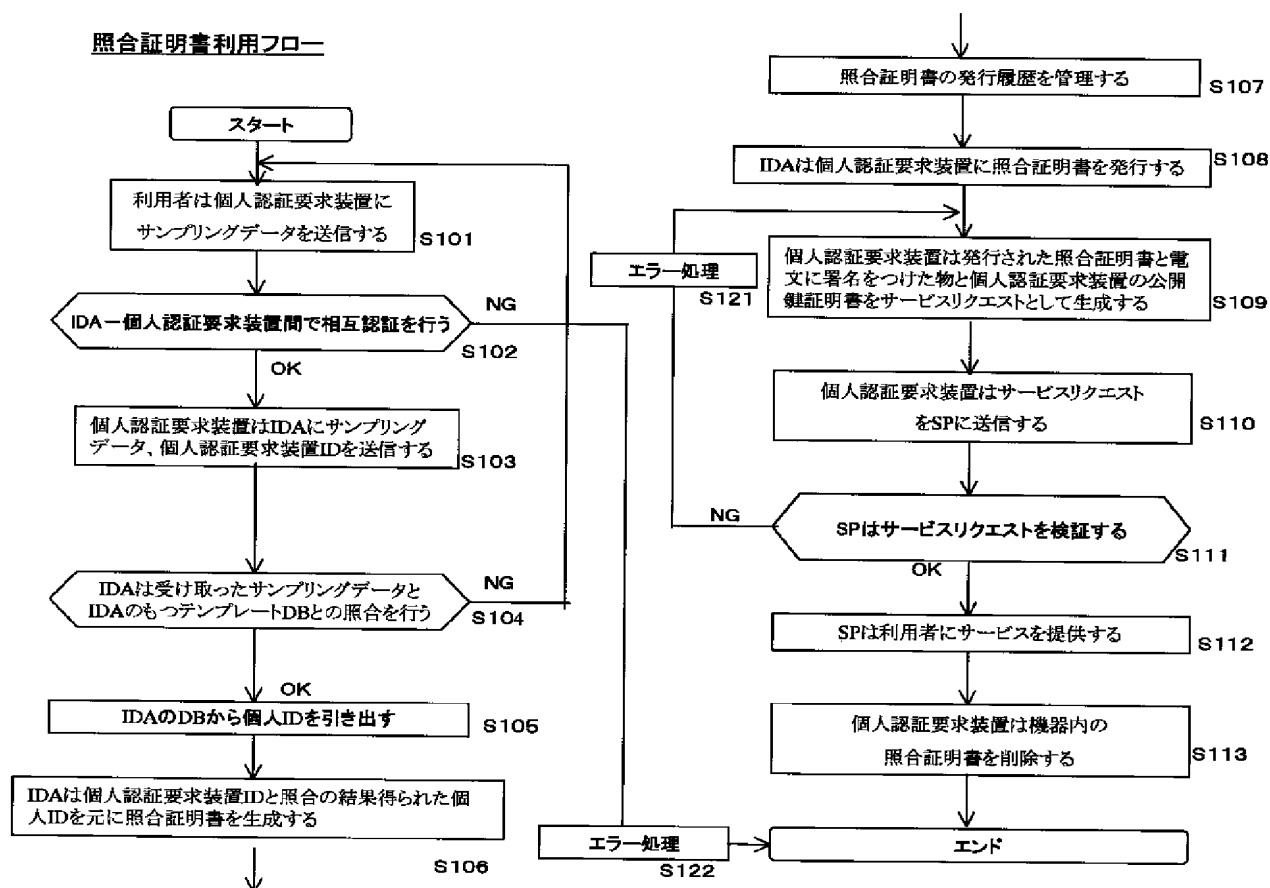 照合証明書利用フロー
スタート
利用者は個人認証要求装置に
サンプリングデータを送信する
S101
IDA－個人認証要求装置間で相互認証を行う
NG
S102
OK
個人認証要求装置はIDAにサンプリング
データ、個人認証要求装置IDを送信する
S103
IDAは受け取ったサンプリングデータと
IDAのもつテンプレートDBとの照合を行う
NG
S104
OK
IDAのDBから個人IDを引き出す
S105
IDAは個人認証要求装置IDと照合の結果得られた個
人IDを元に照合証明書を生成する
S106
照合証明書の発行履歴を管理する
S107
IDAは個人認証要求装置に照合証明書を発行する
S108
エラー処理
S121
個人認証要求装置は発行された照合証明書と電
文に署名をつけた物と個人認証要求装置の公開
鍵証明書をサービスリクエストとして生成する
S109
個人認証要求装置はサービスリクエスト
をSPに送信する
S110
NG
SPはサービスリクエストを検証する
S111
OK
SPは利用者にサービスを提供する
S112
個人認証要求装置は機器内の
照合証明書を削除する
S113
エラー処理
S122
エンド